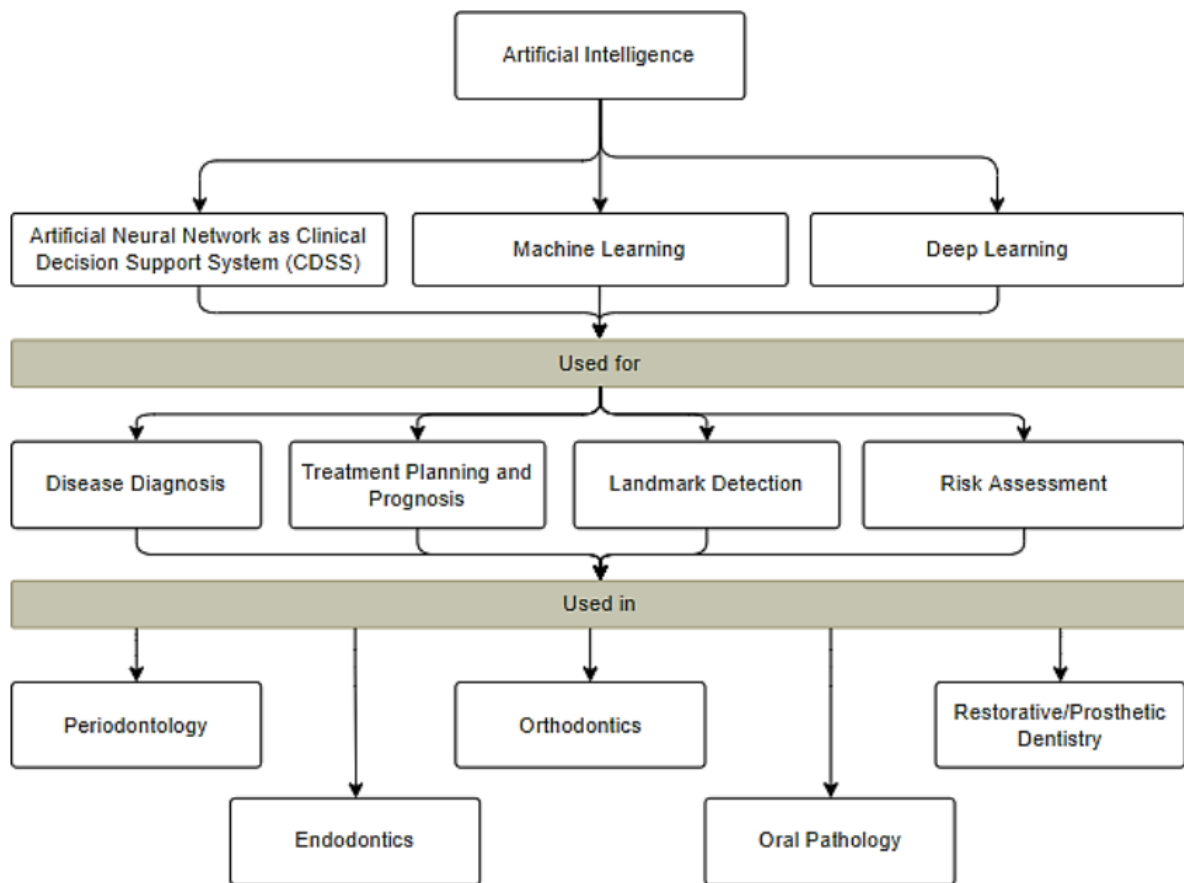 Artificial Intelligence
Artificial Neural Network as Clinical
Decision Support System (CDSS)
Machine Learning
Deep Learning
Used for
Disease Diagnosis
Treatment Planning and
Prognosis
Landmark Detection
Risk Assessment
Used in
Periodontology
Orthodontics
Restorative/Prosthetic
Dentistry
Endodontics
Oral Pathology